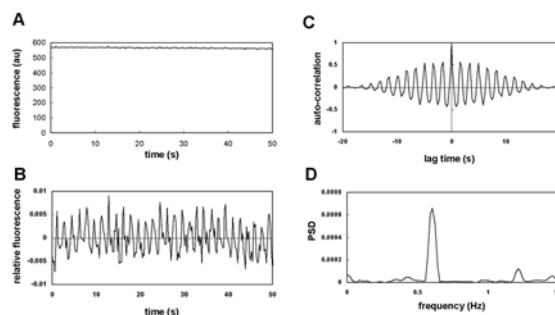 A
fluorescence (au)
600
500
400
300
200
100
0
0 10 20 30 40 50
time (s)
B
relative fluorescence
0.01
0.005
0
-0.005
-0.01
0 10 20 30 40 50
time (s)
C
auto-correlation
1
0.5
0
-0.5
-1
-20 -10 0 10
lag time (s)
D
PSD
0.0008
0.0006
0.0004
0.0002
0
0 0.5 1
frequency (Hz)